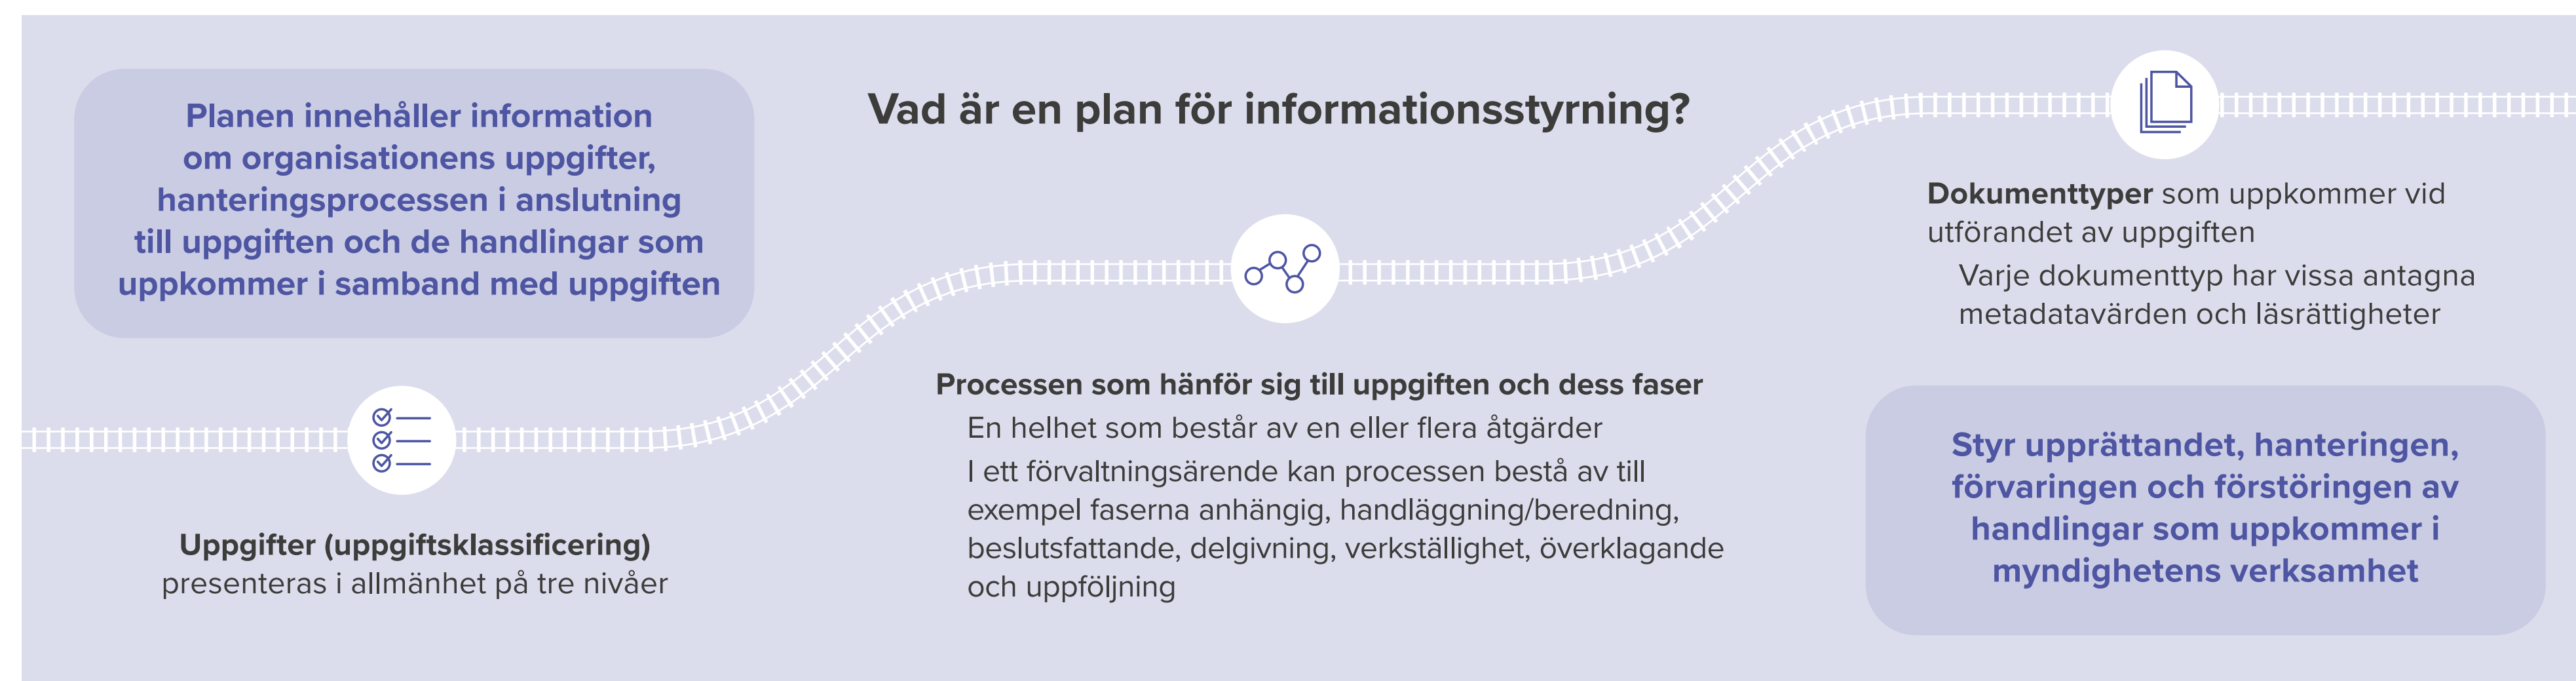 Vad är en plan för informationsstyrning?
Planen innehåller information
om organisationens uppgifter,
hanteringsprocessen i anslutning
till uppgiften och de handlingar som
uppkommer i samband med uppgiften
Uppgifter (uppgiftsklassificering)
presenteras i allmänhet på tre nivåer
Processen som hänför sig till uppgiften och dess faser
En helhet som består av en eller flera åtgärder
I ett förvaltningsärende kan processen bestå av till
exempel faserna anhängig, handläggning/beredning,
beslutsfattande, delgivning, verkställighet, överklagande
och uppföljning
Dokumenttyper som uppkommer vid
utförandet av uppgiften
Varje dokumenttyp har vissa antagna
metadatavärden och läsrättigheter
Styr upprättandet, hanteringen,
förvaringen och förstöringen av
handlingar som uppkommer i
myndighetens verksamhet